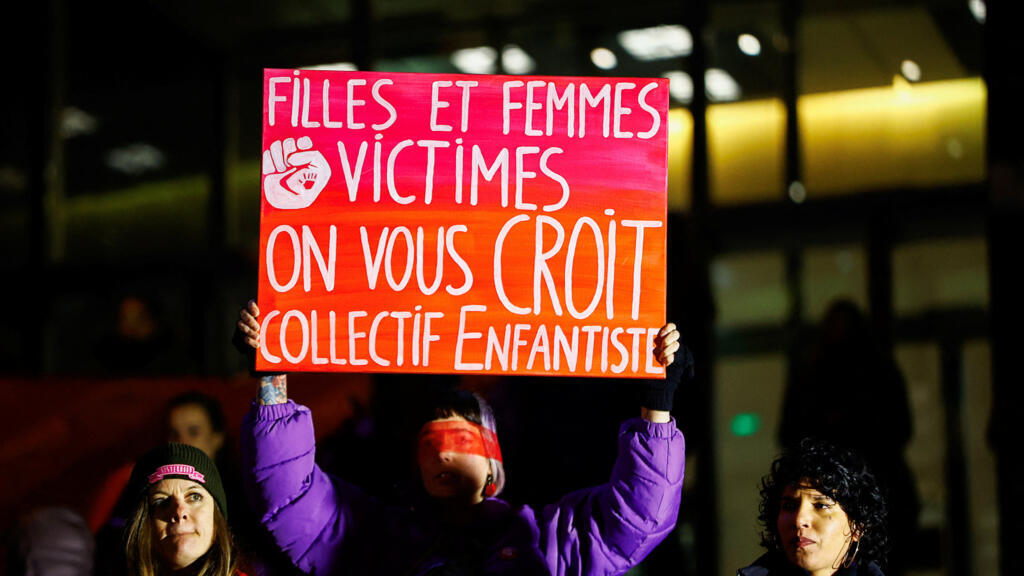 FILLES ET FEMMES
VICTIMES
ON VOUS CROIT
COLLECTIF ENFANTISTE